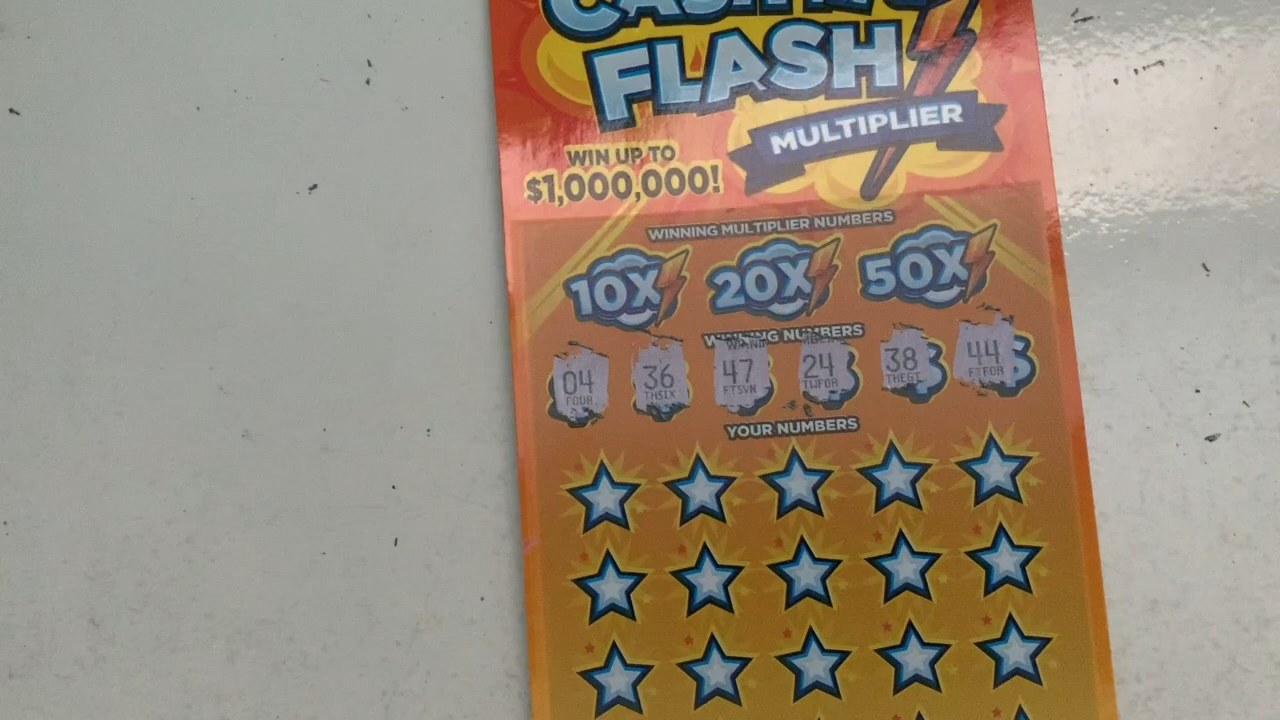 FLASH
MULTIPLIER
WIN UP TO
$1,000,000!
WINNING MULTIPLIER NUMBERS
10X 20X 50X
WINNING NUMBERS
04 36 47 24 38 44
FOUR THSIX FTSVN TWFOR THEGT FTFOR
YOUR NUMBERS